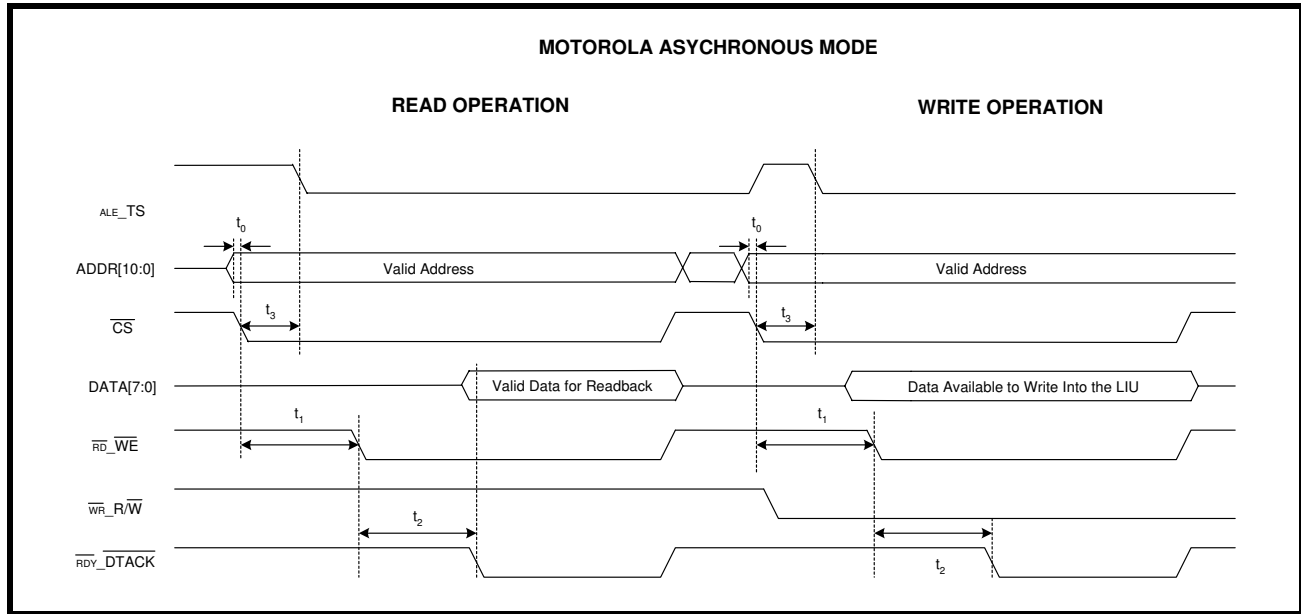 MOTOROLA ASYCHRONOUS MODE
READ OPERATION
WRITE OPERATION
ALE_TS
t0
t0
ADDR[10:0]
Valid Address
Valid Address
CS
t3
t3
DATA[7:0]
Valid Data for Readback
Data Available to Write Into the LIU
t1
t1
RD_WE
WR_R/W
t2
t2
RDY_DTACK